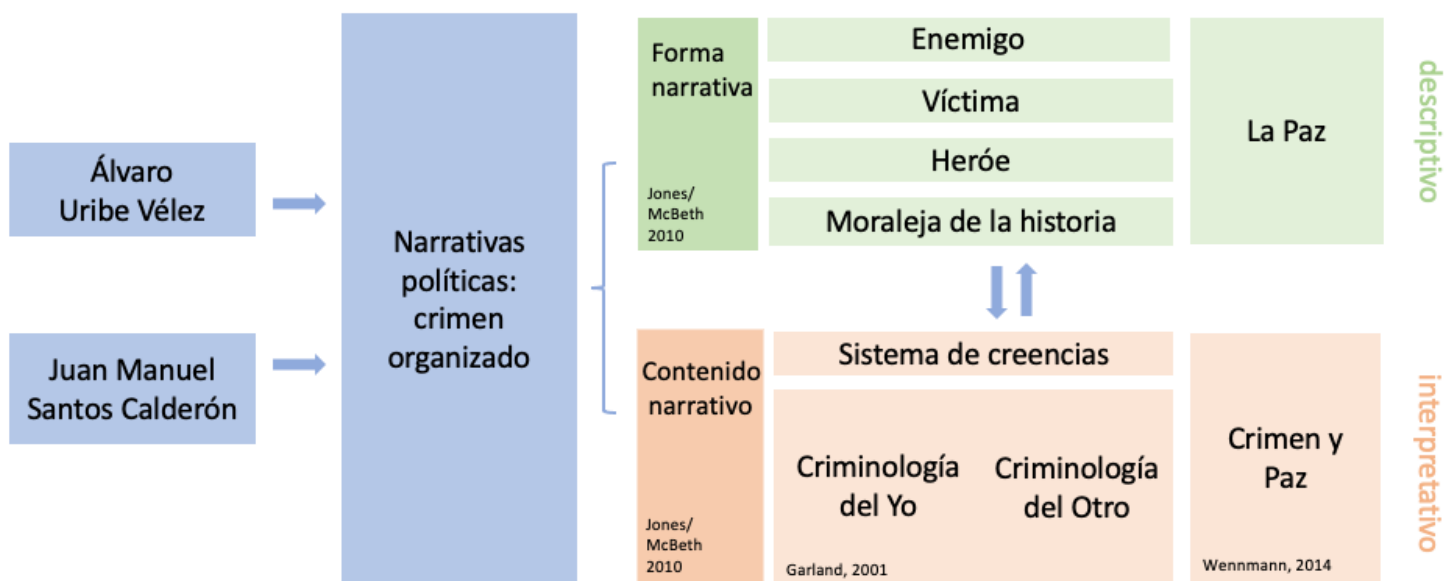 Álvaro
Uribe Vélez
Juan Manuel
Santos Calderón
Narrativas
políticas:
crimen
organizado
Forma
narrativa
Jones/
McBeth
2010
Enemigo
Víctima
Heróe
Moraleja de la historia
La Paz
descriptivo
Contenido
narrativo
Jones/
McBeth
2010
Sistema de creencias
Criminología
del Yo
Criminología
del Otro
Garland, 2001
Crimen y
Paz
Wennmann, 2014
interpretativo